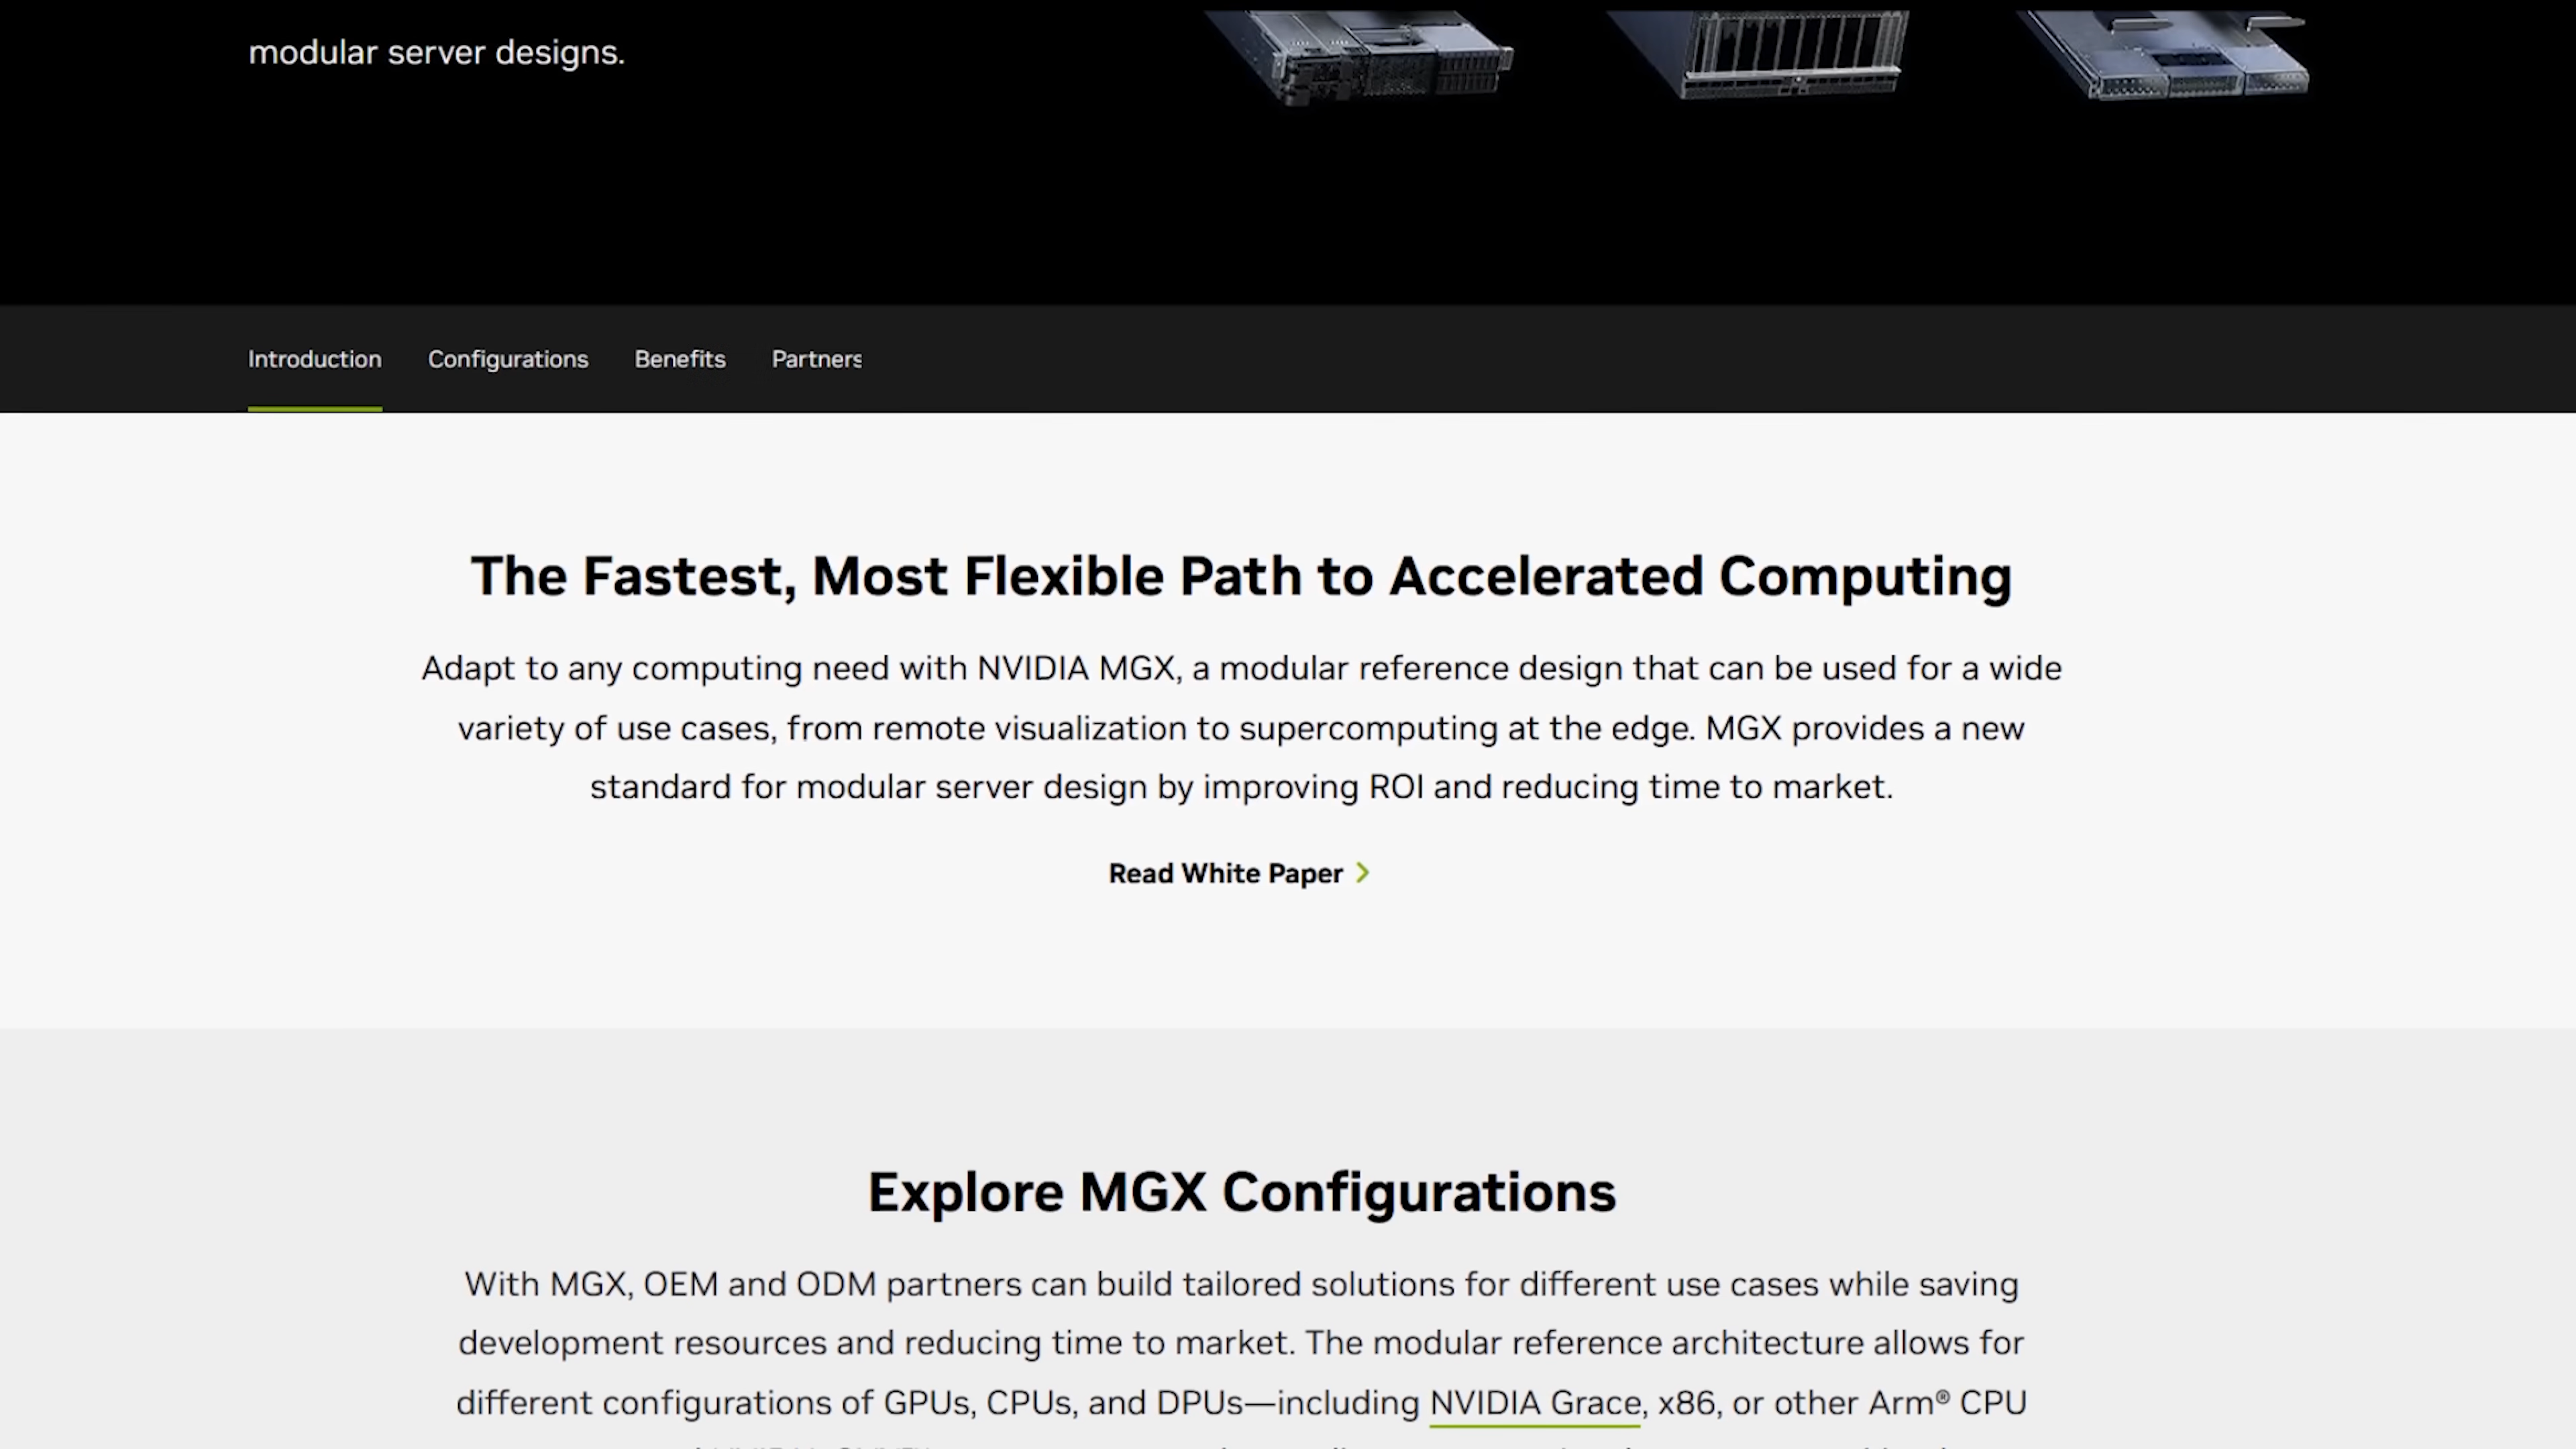 modular server designs.
Introduction Configurations Benefits Partners
The Fastest, Most Flexible Path to Accelerated Computing
Adapt to any computing need with NVIDIA MGX, a modular reference design that can be used for a wide
variety of use cases, from remote visualization to supercomputing at the edge. MGX provides a new
standard for modular server design by improving ROI and reducing time to market.
Read White Paper
Explore MGX Configurations
With MGX, OEM and ODM partners can build tailored solutions for different use cases while saving
development resources and reducing time to market. The modular reference architecture allows for
different configurations of GPUs, CPUs, and DPUs—including NVIDIA Grace, x86, or other Arm® CPU